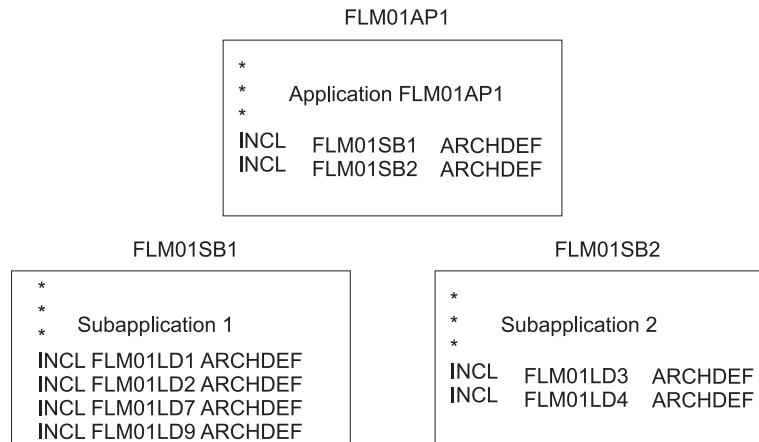 FLM01AP1
*
* Application FLM01AP1
*
INCL FLM01SB1 ARCHDEF
INCL FLM01SB2 ARCHDEF
FLM01SB1
*
*
* Subapplication 1
INCL FLM01LD1 ARCHDEF
INCL FLM01LD2 ARCHDEF
INCL FLM01LD7 ARCHDEF
INCL FLM01LD9 ARCHDEF
FLM01SB2
*
* Subapplication 2
*
INCL FLM01LD3 ARCHDEF
INCL FLM01LD4 ARCHDEF